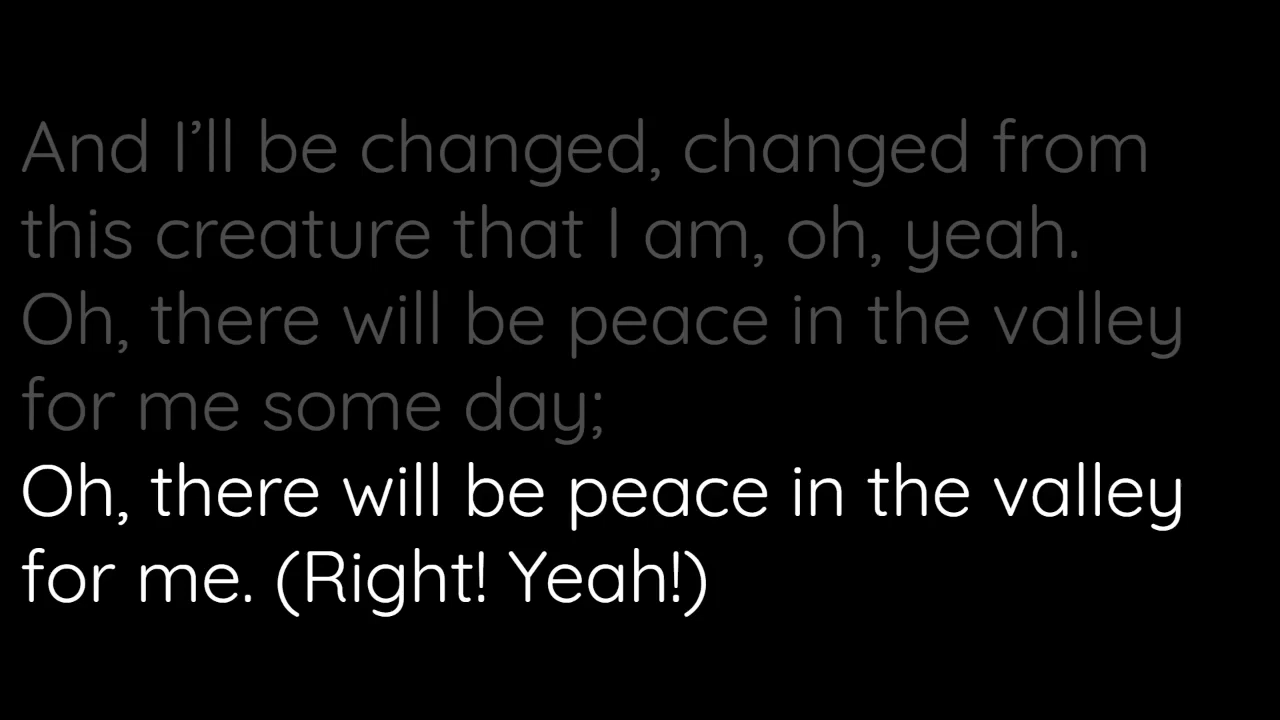 And I’ll be changed, changed from
this creature that I am, oh, yeah.
Oh, there will be peace in the valley
for me some day;
Oh, there will be peace in the valley
for me. (Right! Yeah!)